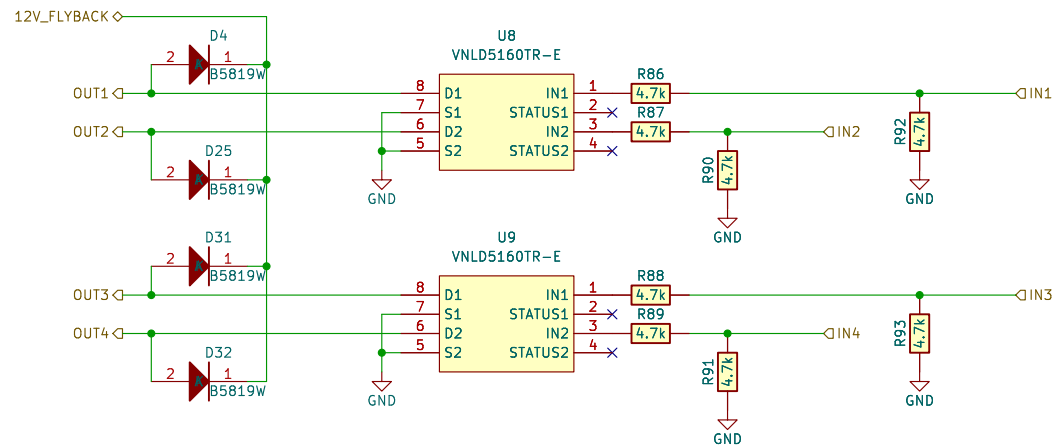 12V_FLYBACK
D4
2 1
B5819W
OUT1
OUT2
D25
2 1
B5819W
U8
VNLD5160TR-E
8 D1 IN1 1
7 S1 STATUS1 2
6 D2 IN2 3
5 S2 STATUS2 4
GND
R86
4.7k
R87
4.7k
IN1
IN2
R90
4.7k
GND
R92
4.7k
GND
D31
2 1
B5819W
OUT3
OUT4
D32
2 1
B5819W
U9
VNLD5160TR-E
8 D1 IN1 1
7 S1 STATUS1 2
6 D2 IN2 3
5 S2 STATUS2 4
GND
R88
4.7k
R89
4.7k
IN3
IN4
R91
4.7k
GND
R93
4.7k
GND